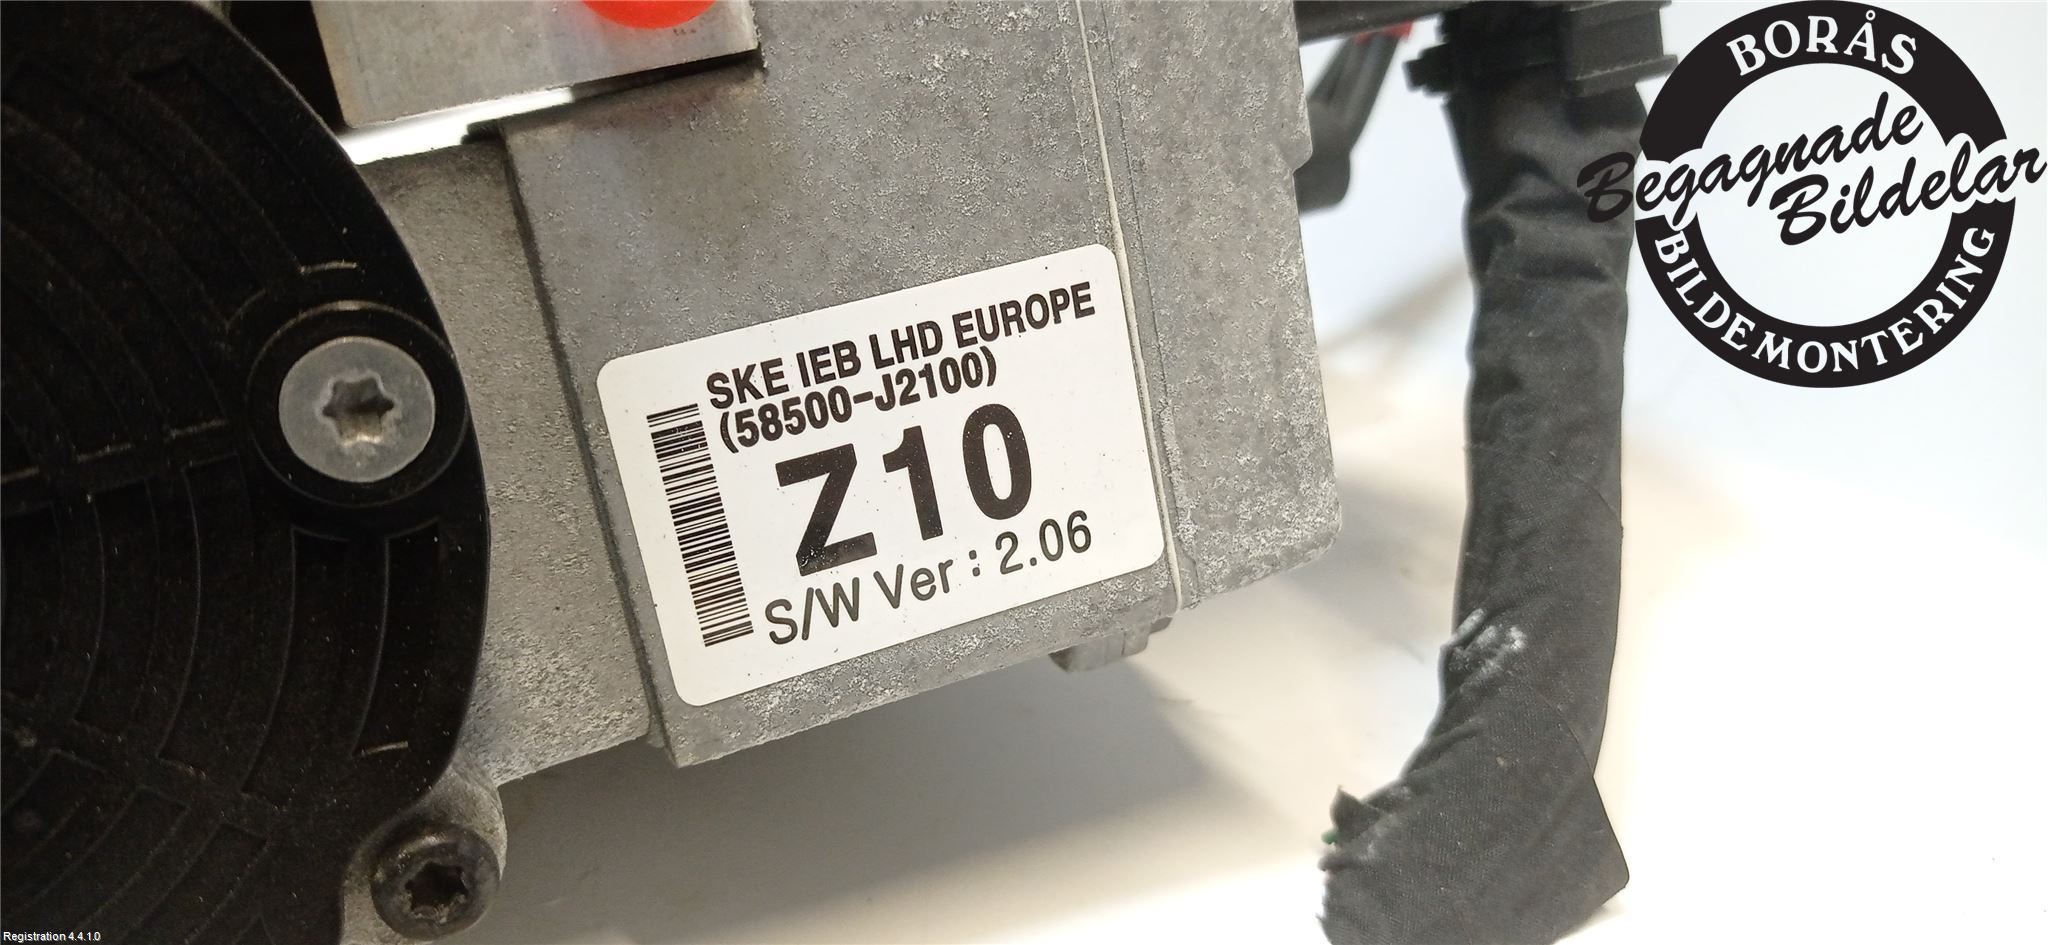 BORÅS
Begagnade
Bildelar
BILDEMONTERING
SKE IEB LHD EUROPE
(58500-J2100)
Z10
S/W Ver : 2.06
Registration 4.4.1.0